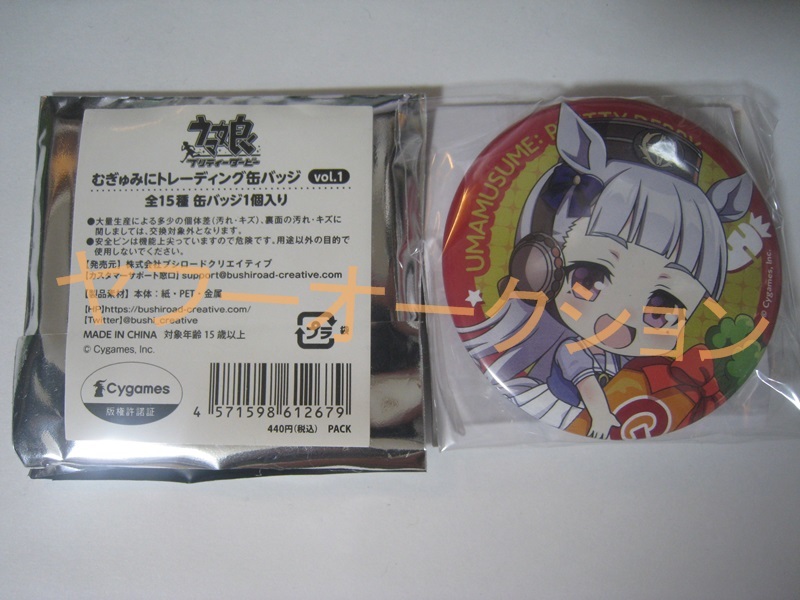 ウマ娘
プリティーダービー
むぎゅみにトレーディング缶バッジ vol.1
全15種 缶バッジ1個入り
●大量生産による多少の個体差(汚れ・キズ)、裏面の汚れ・キズに
関しましては、交換対象外となります。
●安全ピンは機能上尖っていますので危険です。用途以外の目的で
使用しないでください。
【発売元】株式会社ブシロードクリエイティブ
【カスタマーサポート窓口】support@bushiroad-creative.com
【製品素材】本体:紙・PET・金属
[HP]https://bushiroad-creative.com/
[Twitter]@bushi_creative
MADE IN CHINA 対象年齢15歳以上
© Cygames, Inc.
プラ 袋
Cygames
版権許諾証
4 571598 612679
440円(税込) PACK
UMAMUSUME: PRETTY DERBY
© Cygames, Inc.
G
ヤフーオークション